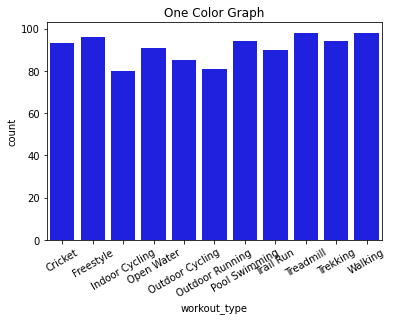 One Color Graph
count
100
80
60
40
20
0
Cricket
Freestyle
Indoor Cycling
Open Water
Outdoor Cycling
Outdoor Running
Pool Swimming
Trail Run
Treadmill
Trekking
Walking
workout_type